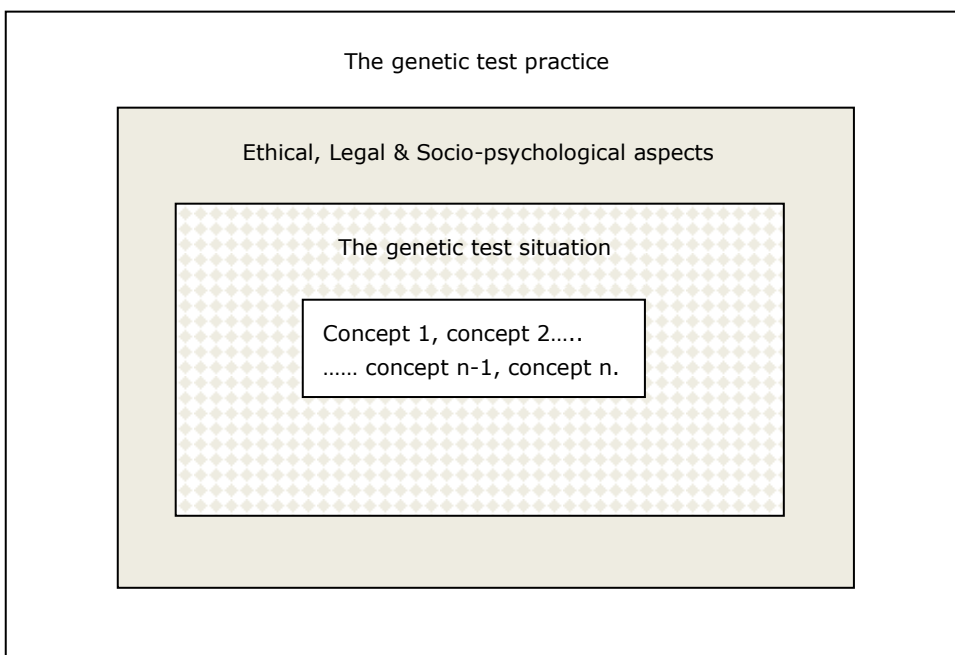 The genetic test practice
Ethical, Legal & Socio-psychological aspects
The genetic test situation
Concept 1, concept 2…..
…… concept n-1, concept n.